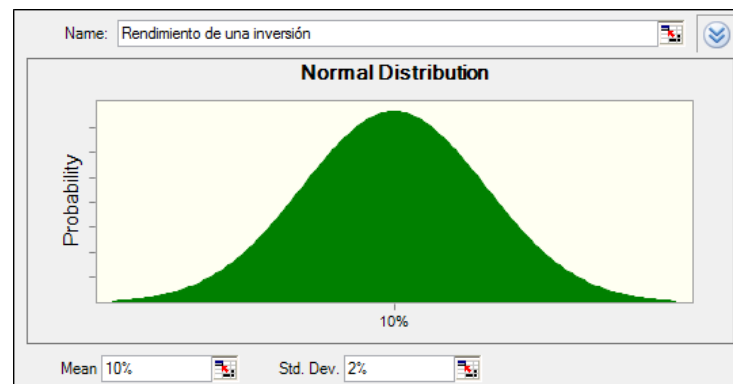 Name: Rendimiento de una inversión
Normal Distribution
Probability
10%
Mean 10% Std. Dev. 2%